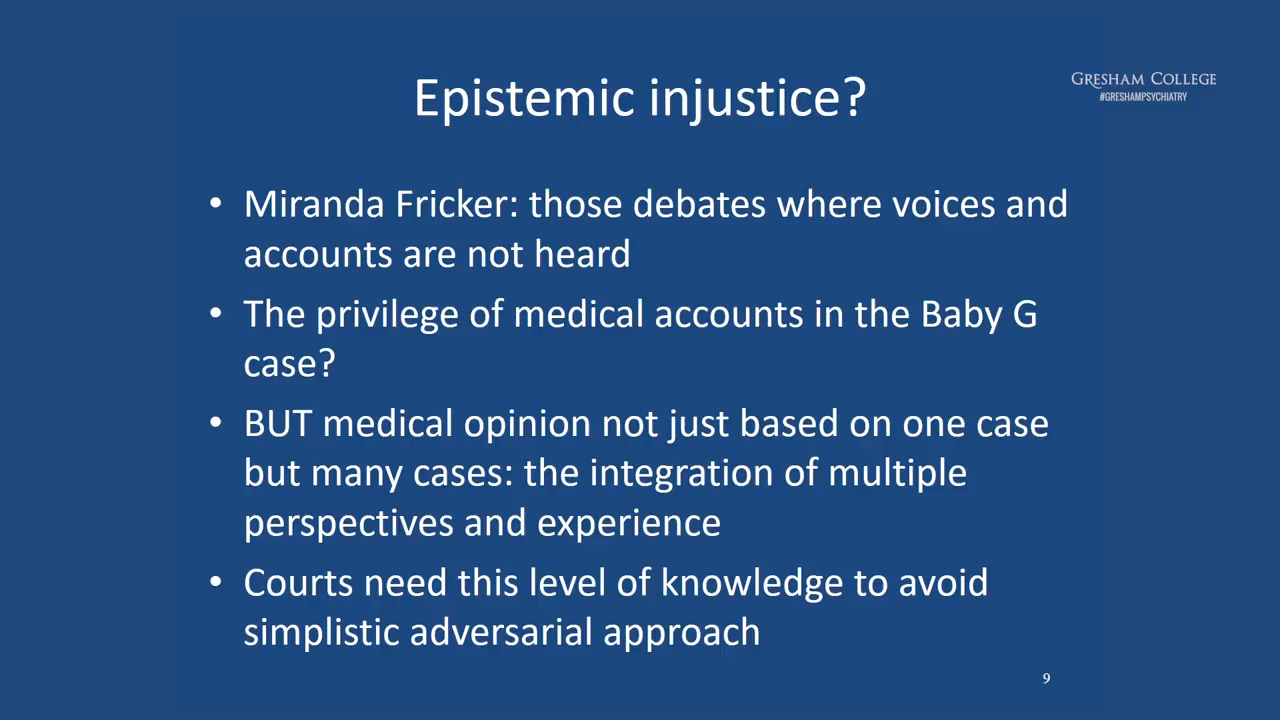 Epistemic injustice?
GRESHAM COLLEGE
#GRESHAMPSYCHIATRY
• Miranda Fricker: those debates where voices and
accounts are not heard
• The privilege of medical accounts in the Baby G
case?
• BUT medical opinion not just based on one case
but many cases: the integration of multiple
perspectives and experience
• Courts need this level of knowledge to avoid
simplistic adversarial approach
9